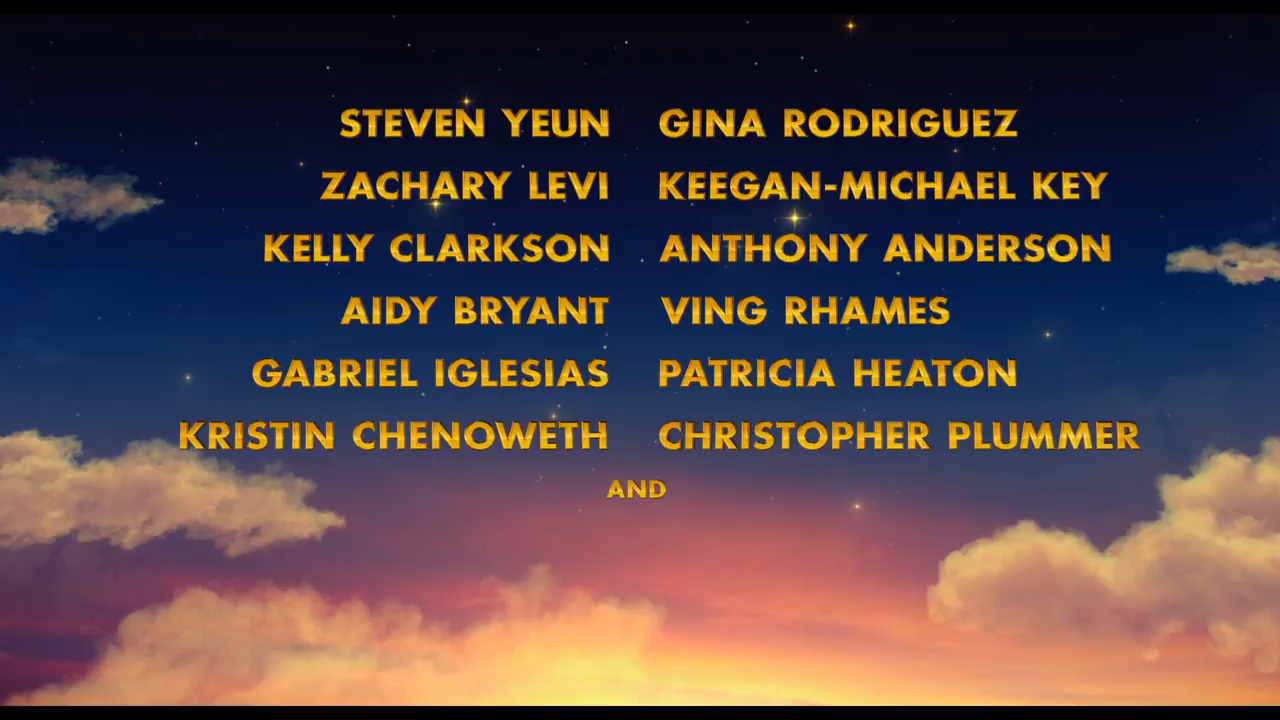 STEVEN YEUN GINA RODRIGUEZ
ZACHARY LEVI KEEGAN-MICHAEL KEY
KELLY CLARKSON ANTHONY ANDERSON
AIDY BRYANT VING RHAMES
GABRIEL IGLESIAS PATRICIA HEATON
KRISTIN CHENOWETH CHRISTOPHER PLUMMER
AND